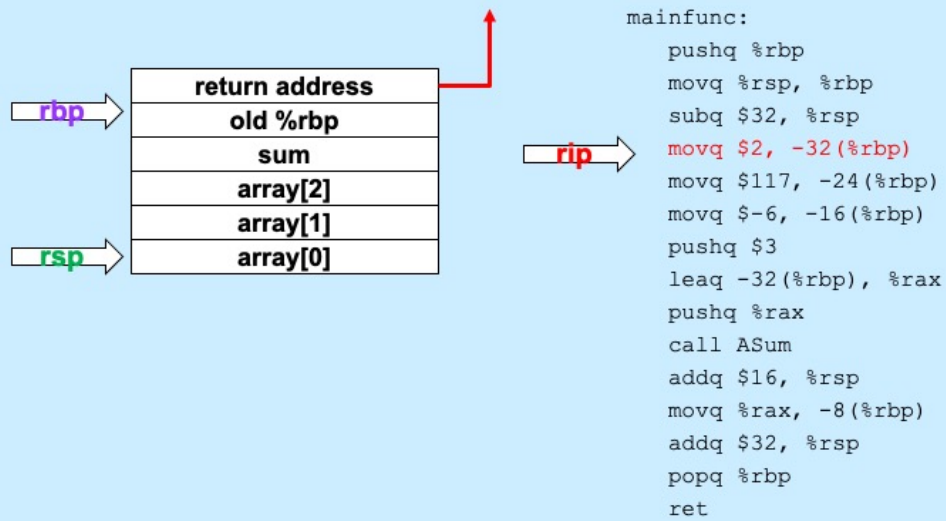 return address
rbp
old %rbp
sum
array[2]
array[1]
rsp
array[0]
rip
mainfunc:
pushq %rbp
movq %rsp, %rbp
subq $32, %rsp
movq $2, -32(%rbp)
movq $117, -24(%rbp)
movq $-6, -16(%rbp)
pushq $3
leaq -32(%rbp), %rax
pushq %rax
call ASum
addq $16, %rsp
movq %rax, -8(%rbp)
addq $32, %rsp
popq %rbp
ret